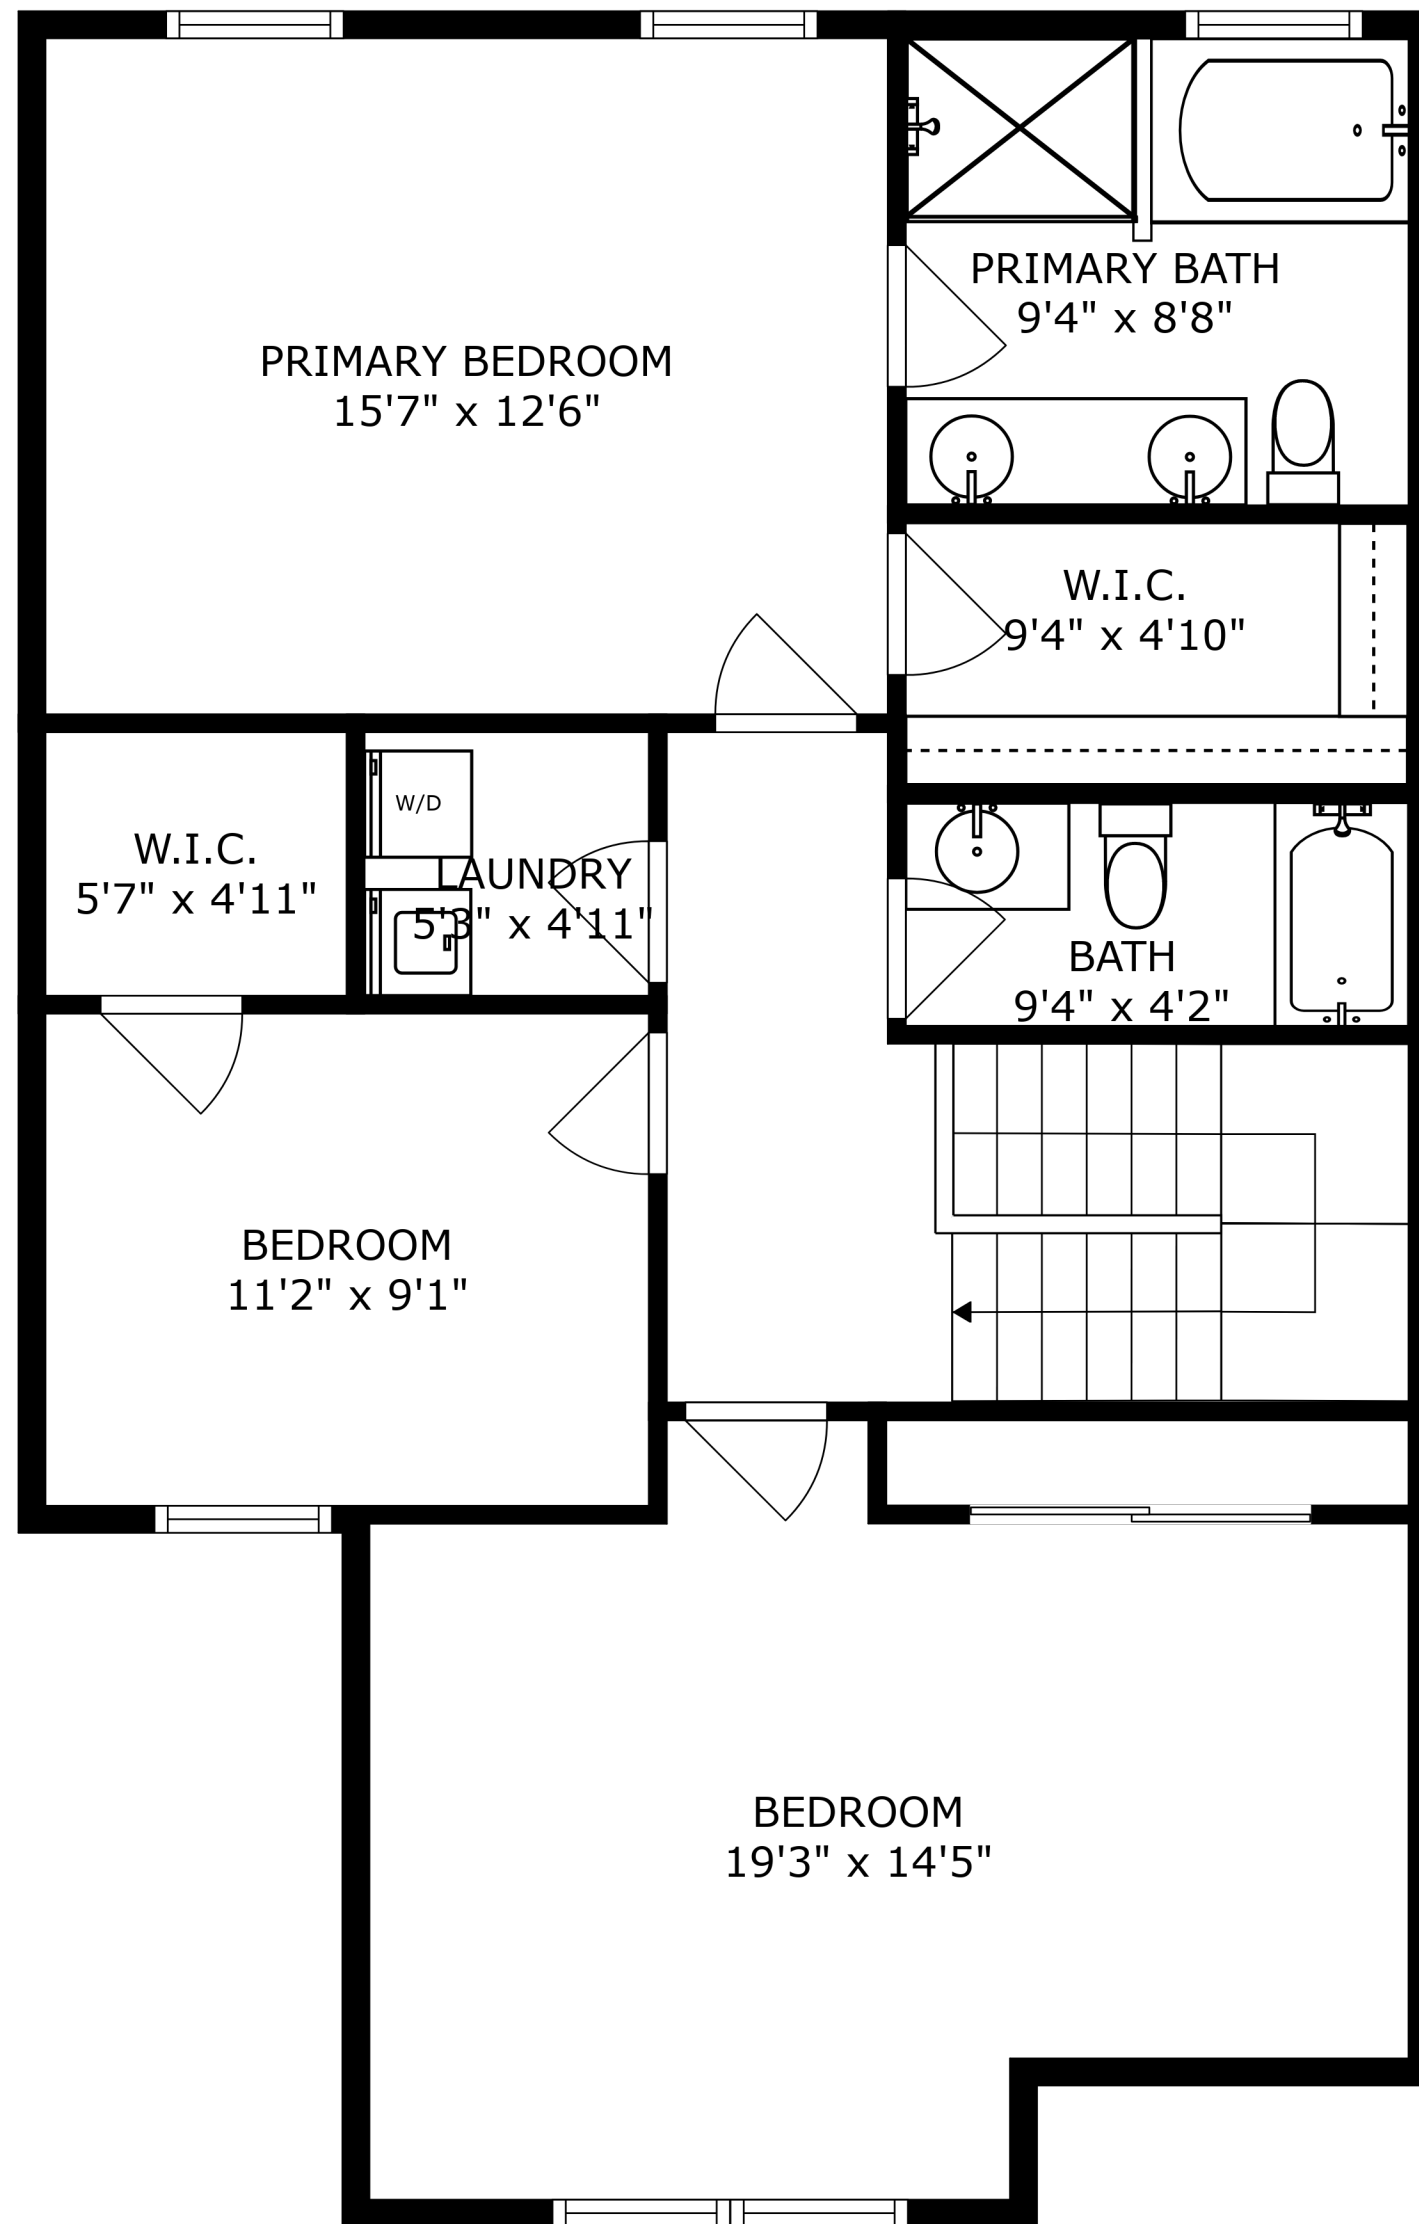 PRIMARY BATH
9'4" x 8'8"
PRIMARY BEDROOM
15'7" x 12'6"
W.I.C.
9'4" x 4'10"
W/D
W.I.C.
5'7" x 4'11"
LAUNDRY
5'3" x 4'11"
BATH
9'4" x 4'2"
BEDROOM
11'2" x 9'1"
BEDROOM
19'3" x 14'5"